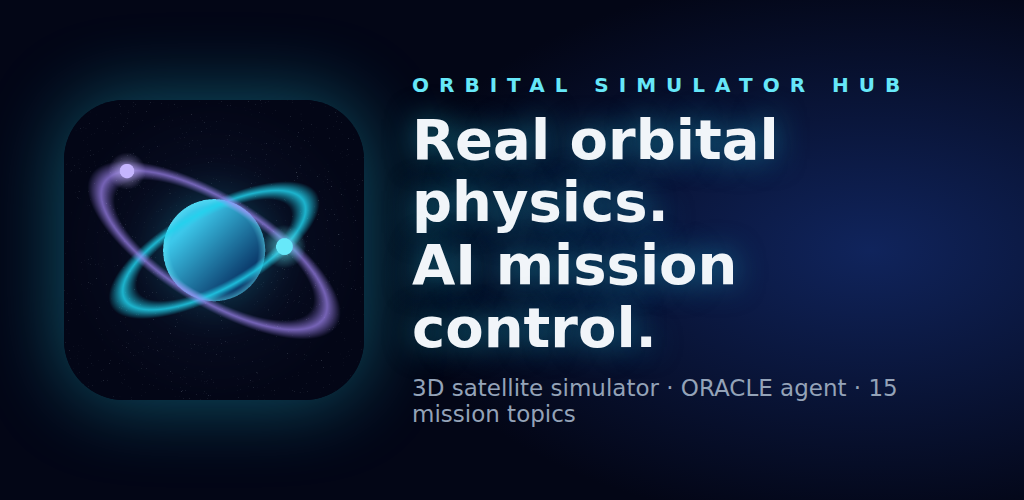 ORBITAL SIMULATOR HUB
Real orbital
physics.
AI mission
control.
3D satellite simulator · ORACLE agent · 15
mission topics